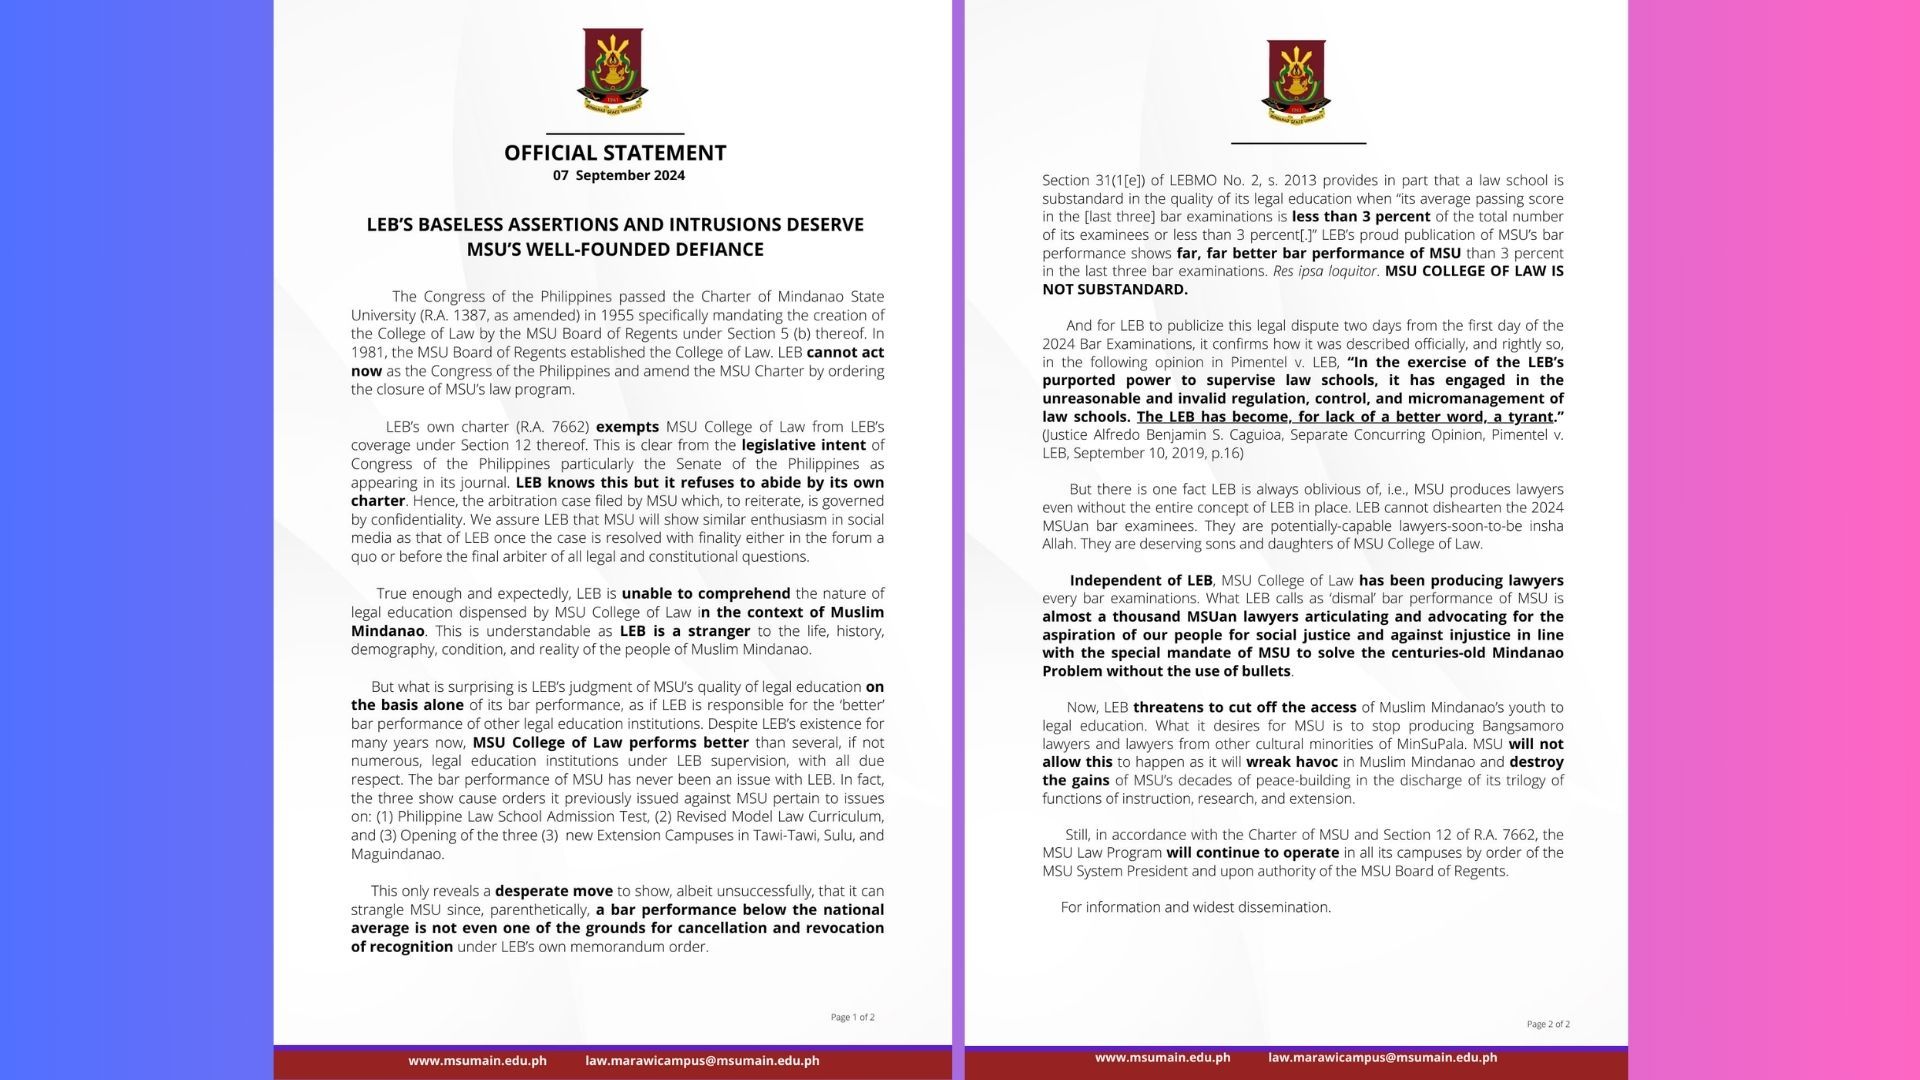 OFFICIAL STATEMENT
07 September 2024
LEB’S BASELESS ASSERTIONS AND INTRUSIONS DESERVE
MSU’S WELL-FOUNDED DEFIANCE
The Congress of the Philippines passed the Charter of Mindanao State
University (R.A. 1387, as amended) in 1955 specifically mandating the creation of
the College of Law by the MSU Board of Regents under Section 5 (b) thereof. In
1981, the MSU Board of Regents established the College of Law. LEB cannot act
now as the Congress of the Philippines and amend the MSU Charter by ordering
the closure of MSU’s law program.
LEB’s own charter (R.A. 7662) exempts MSU College of Law from LEB’s
coverage under Section 12 thereof. This is clear from the legislative intent of
Congress of the Philippines particularly the Senate of the Philippines as
appearing in its journal. LEB knows this but it refuses to abide by its own
charter. Hence, the arbitration case filed by MSU which, to reiterate, is governed
by confidentiality. We assure LEB that MSU will show similar enthusiasm in social
media as that of LEB once the case is resolved with finality either in the forum a
quo or before the final arbiter of all legal and constitutional questions.
True enough and expectedly, LEB is unable to comprehend the nature of
legal education dispensed by MSU College of Law in the context of Muslim
Mindanao. This is understandable as LEB is a stranger to the life, history,
demography, condition, and reality of the people of Muslim Mindanao.
But what is surprising is LEB’s judgment of MSU’s quality of legal education on
the basis alone of its bar performance, as if LEB is responsible for the ‘better’
bar performance of other legal education institutions. Despite LEB’s existence for
many years now, MSU College of Law performs better than several, if not
numerous, legal education institutions under LEB supervision, with all due
respect. The bar performance of MSU has never been an issue with LEB. In fact,
the three show cause orders it previously issued against MSU pertain to issues
on: (1) Philippine Law School Admission Test, (2) Revised Model Law Curriculum,
and (3) Opening of the three (3) new Extension Campuses in Tawi-Tawi, Sulu, and
Maguindanao.
This only reveals a desperate move to show, albeit unsuccessfully, that it can
strangle MSU since, parenthetically, a bar performance below the national
average is not even one of the grounds for cancellation and revocation
of recognition under LEB’s own memorandum order.
Page 1 of 2
www.msumain.edu.ph law.marawicampus@msumain.edu.ph
Section 31(1[e]) of LEBMO No. 2, s. 2013 provides in part that a law school is
substandard in the quality of its legal education when “its average passing score
in the [last three] bar examinations is less than 3 percent of the total number
of its examinees or less than 3 percent[.]” LEB’s proud publication of MSU’s bar
performance shows far, far better bar performance of MSU than 3 percent
in the last three bar examinations. Res ipsa loquitor. MSU COLLEGE OF LAW IS
NOT SUBSTANDARD.
And for LEB to publicize this legal dispute two days from the first day of the
2024 Bar Examinations, it confirms how it was described officially, and rightly so,
in the following opinion in Pimentel v. LEB, “In the exercise of the LEB’s
purported power to supervise law schools, it has engaged in the
unreasonable and invalid regulation, control, and micromanagement of
law schools. The LEB has become, for lack of a better word, a tyrant.”
(Justice Alfredo Benjamin S. Caguioa, Separate Concurring Opinion, Pimentel v.
LEB, September 10, 2019, p.16)
But there is one fact LEB is always oblivious of, i.e., MSU produces lawyers
even without the entire concept of LEB in place. LEB cannot dishearten the 2024
MSUan bar examinees. They are potentially-capable lawyers-soon-to-be insha
Allah. They are deserving sons and daughters of MSU College of Law.
Independent of LEB, MSU College of Law has been producing lawyers
every bar examinations. What LEB calls as ‘dismal’ bar performance of MSU is
almost a thousand MSUan lawyers articulating and advocating for the
aspiration of our people for social justice and against injustice in line
with the special mandate of MSU to solve the centuries-old Mindanao
Problem without the use of bullets.
Now, LEB threatens to cut off the access of Muslim Mindanao’s youth to
legal education. What it desires for MSU is to stop producing Bangsamoro
lawyers and lawyers from other cultural minorities of MinSuPala. MSU will not
allow this to happen as it will wreak havoc in Muslim Mindanao and destroy
the gains of MSU’s decades of peace-building in the discharge of its trilogy of
functions of instruction, research, and extension.
Still, in accordance with the Charter of MSU and Section 12 of R.A. 7662, the
MSU Law Program will continue to operate in all its campuses by order of the
MSU System President and upon authority of the MSU Board of Regents.
For information and widest dissemination.
Page 2 of 2
www.msumain.edu.ph law.marawicampus@msumain.edu.ph